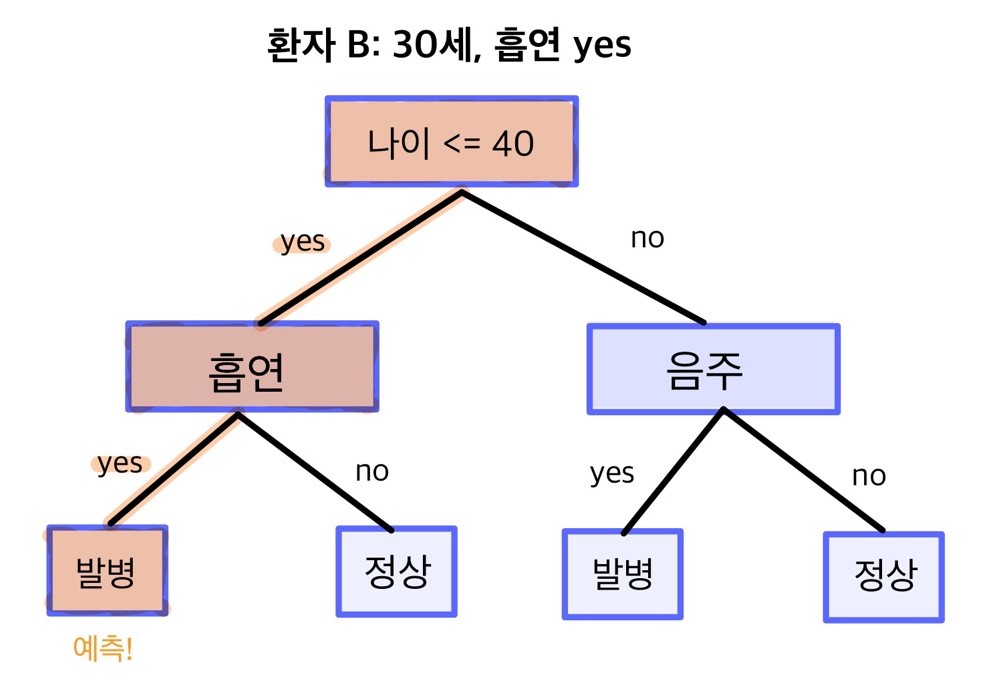 환자 B: 30세, 흡연 yes
나이 <= 40
yes
no
흡연
음주
yes
no
yes
no
발병
정상
발병
정상
예측!